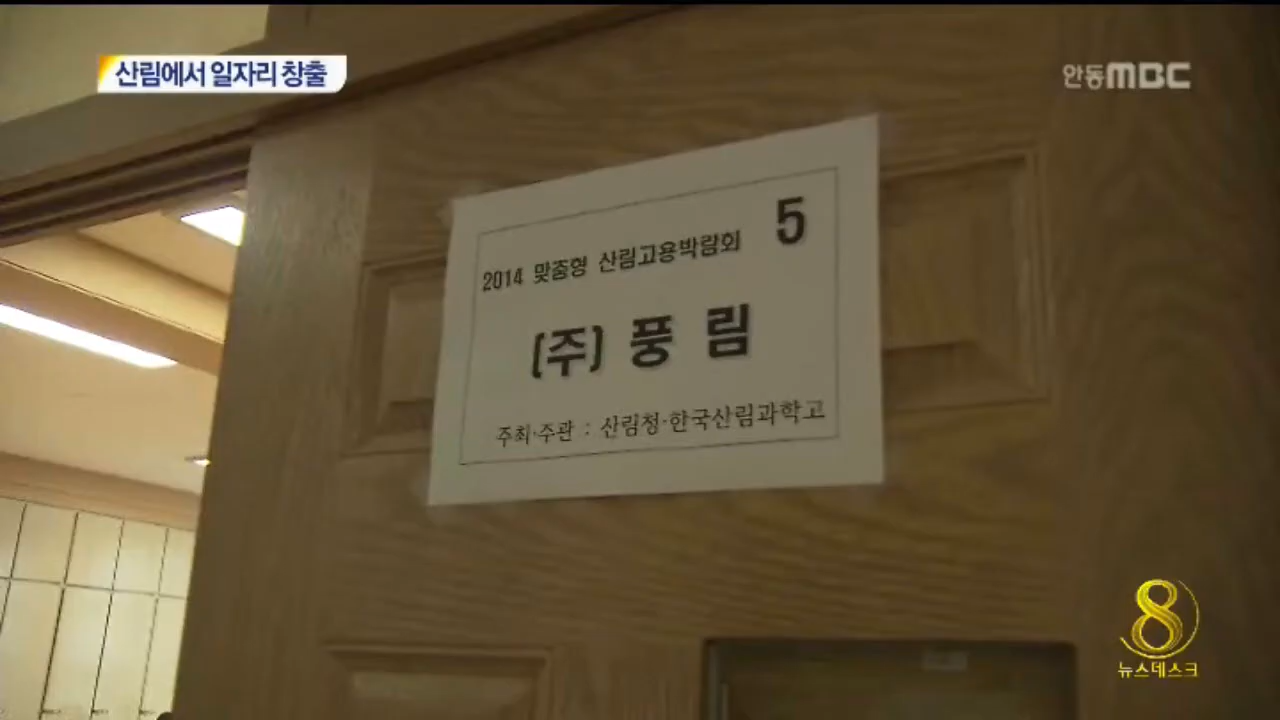 산림에서 일자리 창출
안동MBC
5
2014 맞춤형 산림고용박람회
(주) 풍 림
주최·주관 : 산림청·한국산림과학고
8
뉴스데스크